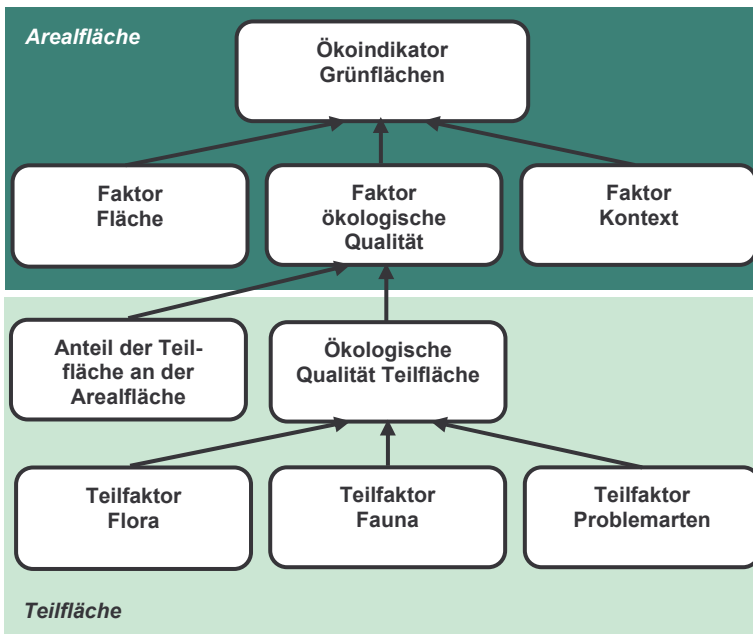 Arealfläche
Ökoindikator
Grünflächen
Faktor
Fläche
Faktor
ökologische
Qualität
Faktor
Kontext
Anteil der Teil-
fläche an der
Arealfläche
Ökologische
Qualität Teilfläche
Teilfaktor
Flora
Teilfaktor
Fauna
Teilfaktor
Problemarten
Teilfläche